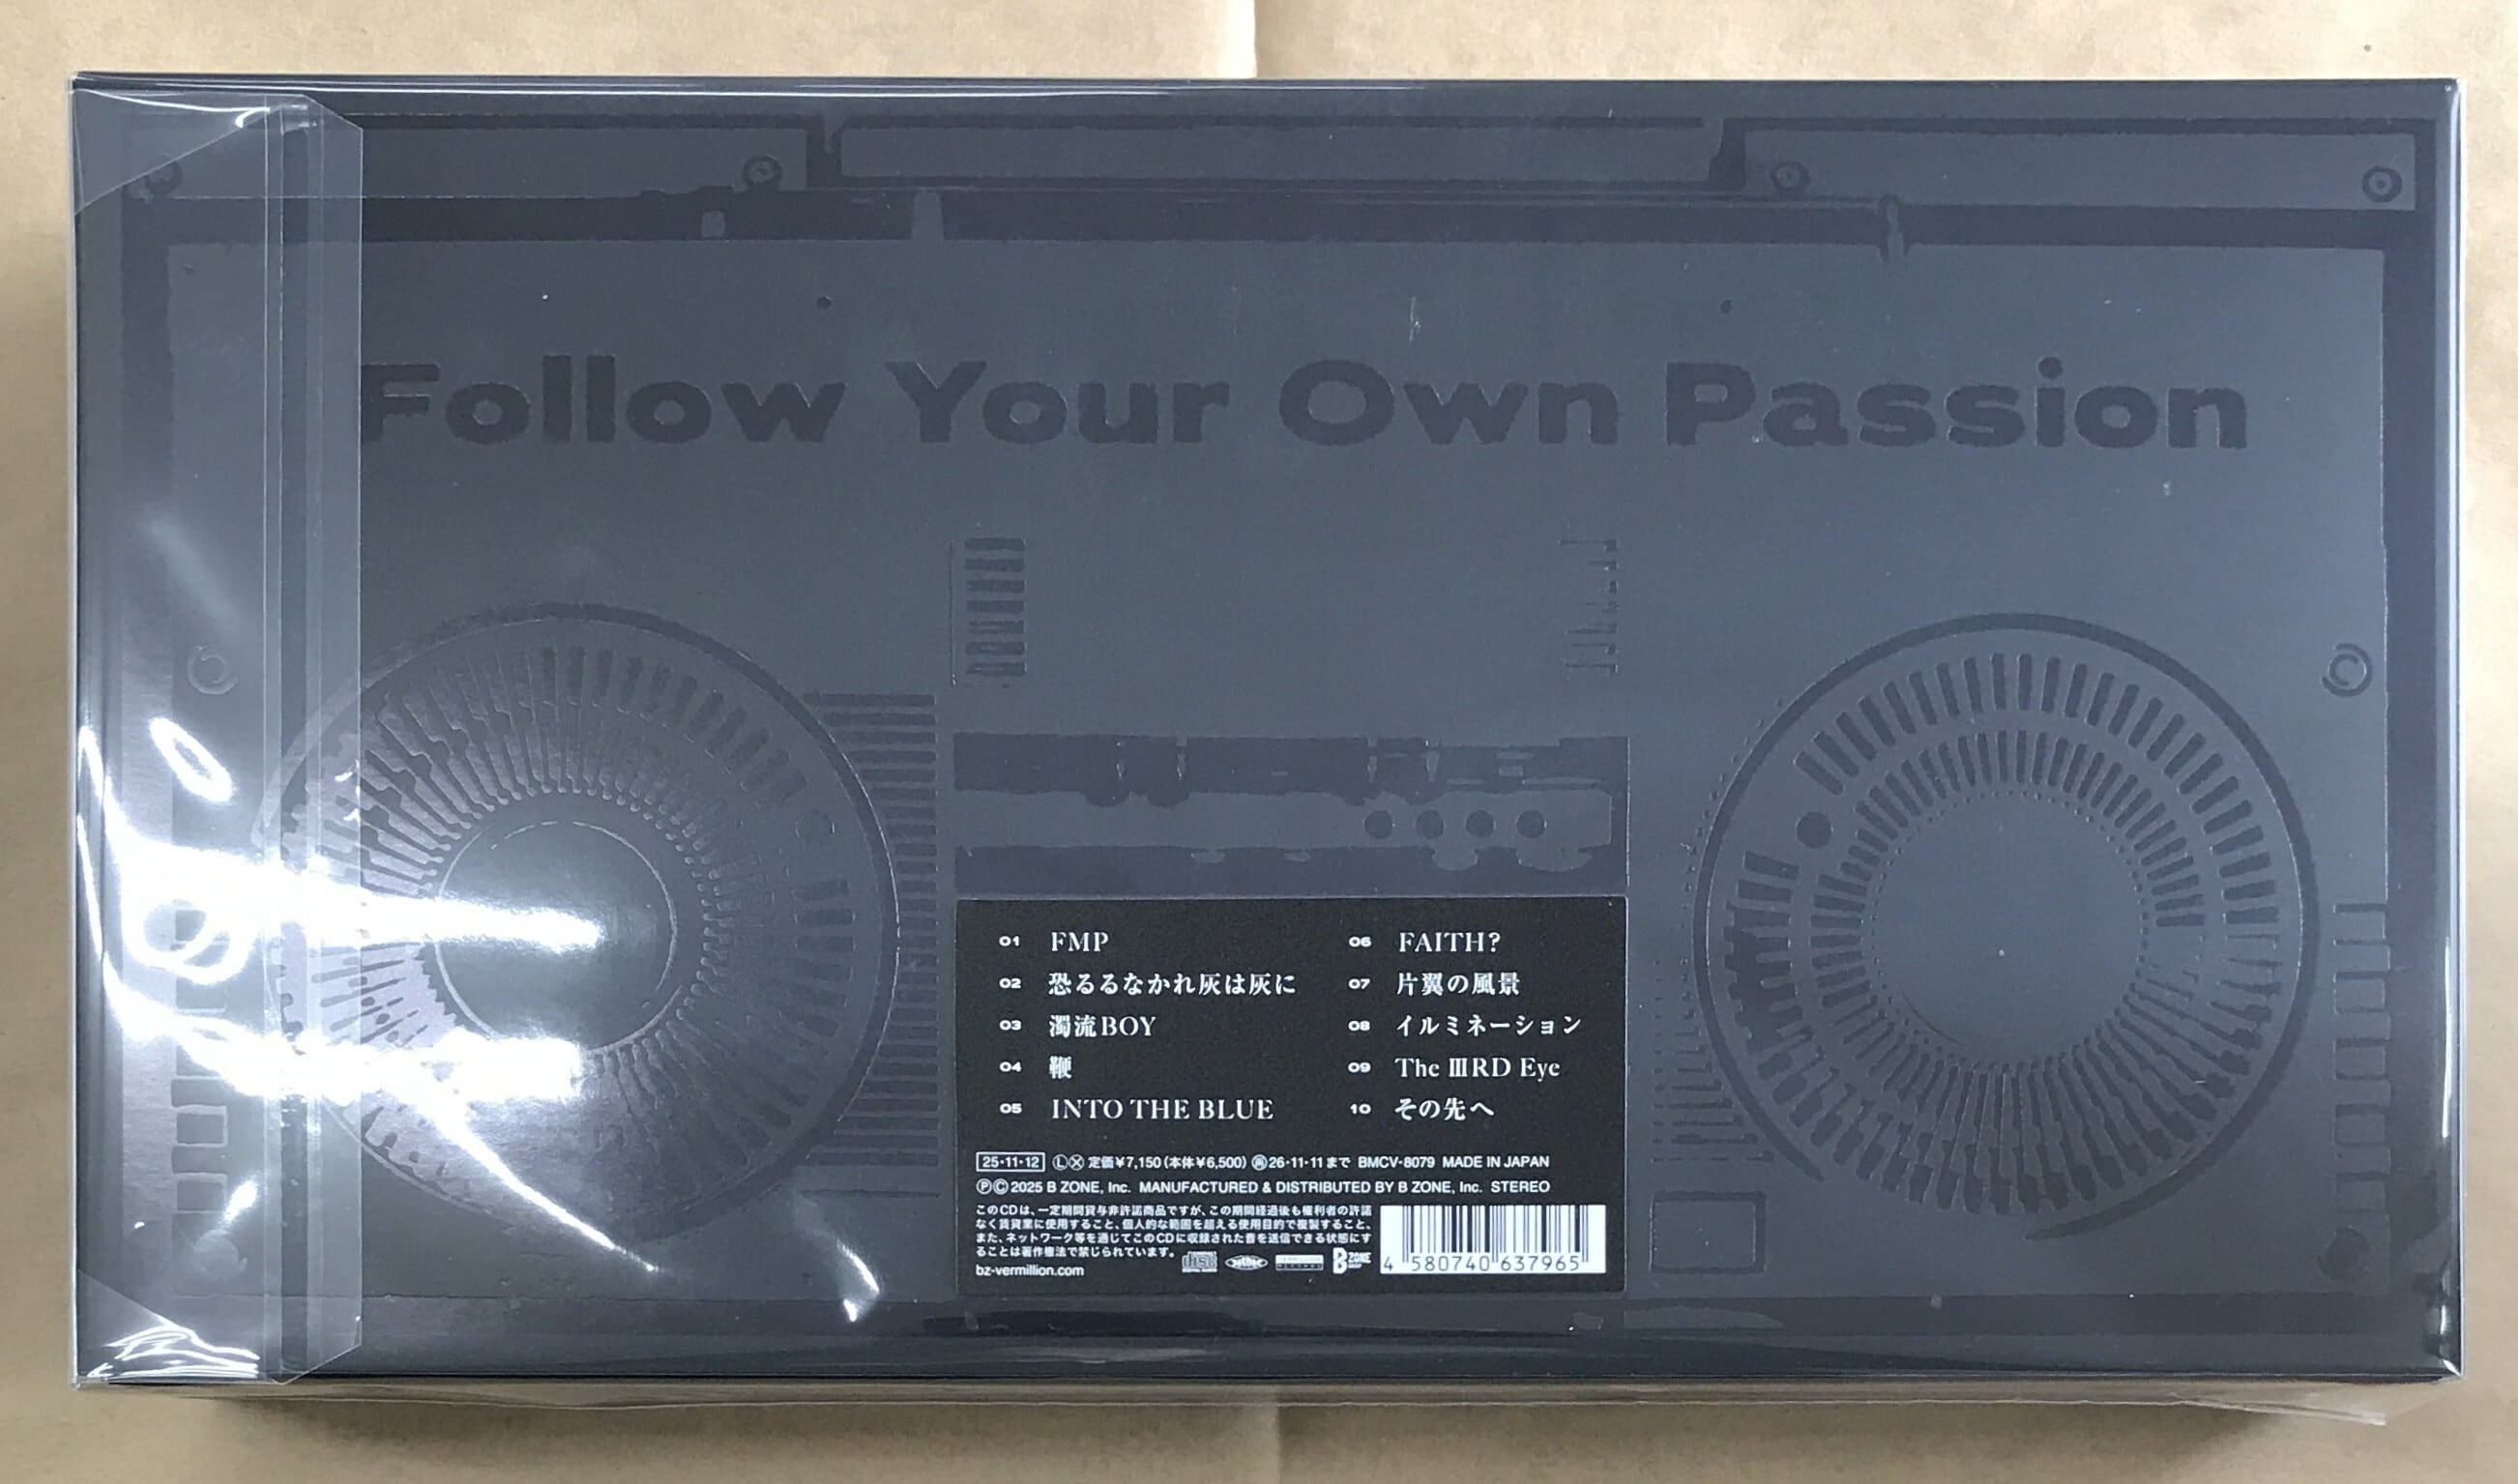 Follow Your Own Passion
01 FMP
02 恐るるなかれ灰は灰に
03 濁流BOY
04 鞭
05 INTO THE BLUE
06 FAITH?
07 片翼の風景
08 イルミネーション
09 The ⅢRD Eye
10 その先へ
25・11・12 ⓁⓍ 定価¥7,150(本体¥6,500) 26・11・11まで BMCV-8079 MADE IN JAPAN
ⓅⒸ2025 B ZONE, Inc. MANUFACTURED & DISTRIBUTED BY B ZONE, Inc. STEREO
このCDは、一定期間貸与非許諾商品ですが、この期間経過後も権利者の許諾
なく賃貸業に使用すること、個人的な範囲を超える使用目的で複製すること、
また、ネットワーク等を通じてこのCDに収録された音を送信できる状態にす
ることは著作権法で禁じられています。
bz-vermillion.com
B ZONE
4 580740 637965